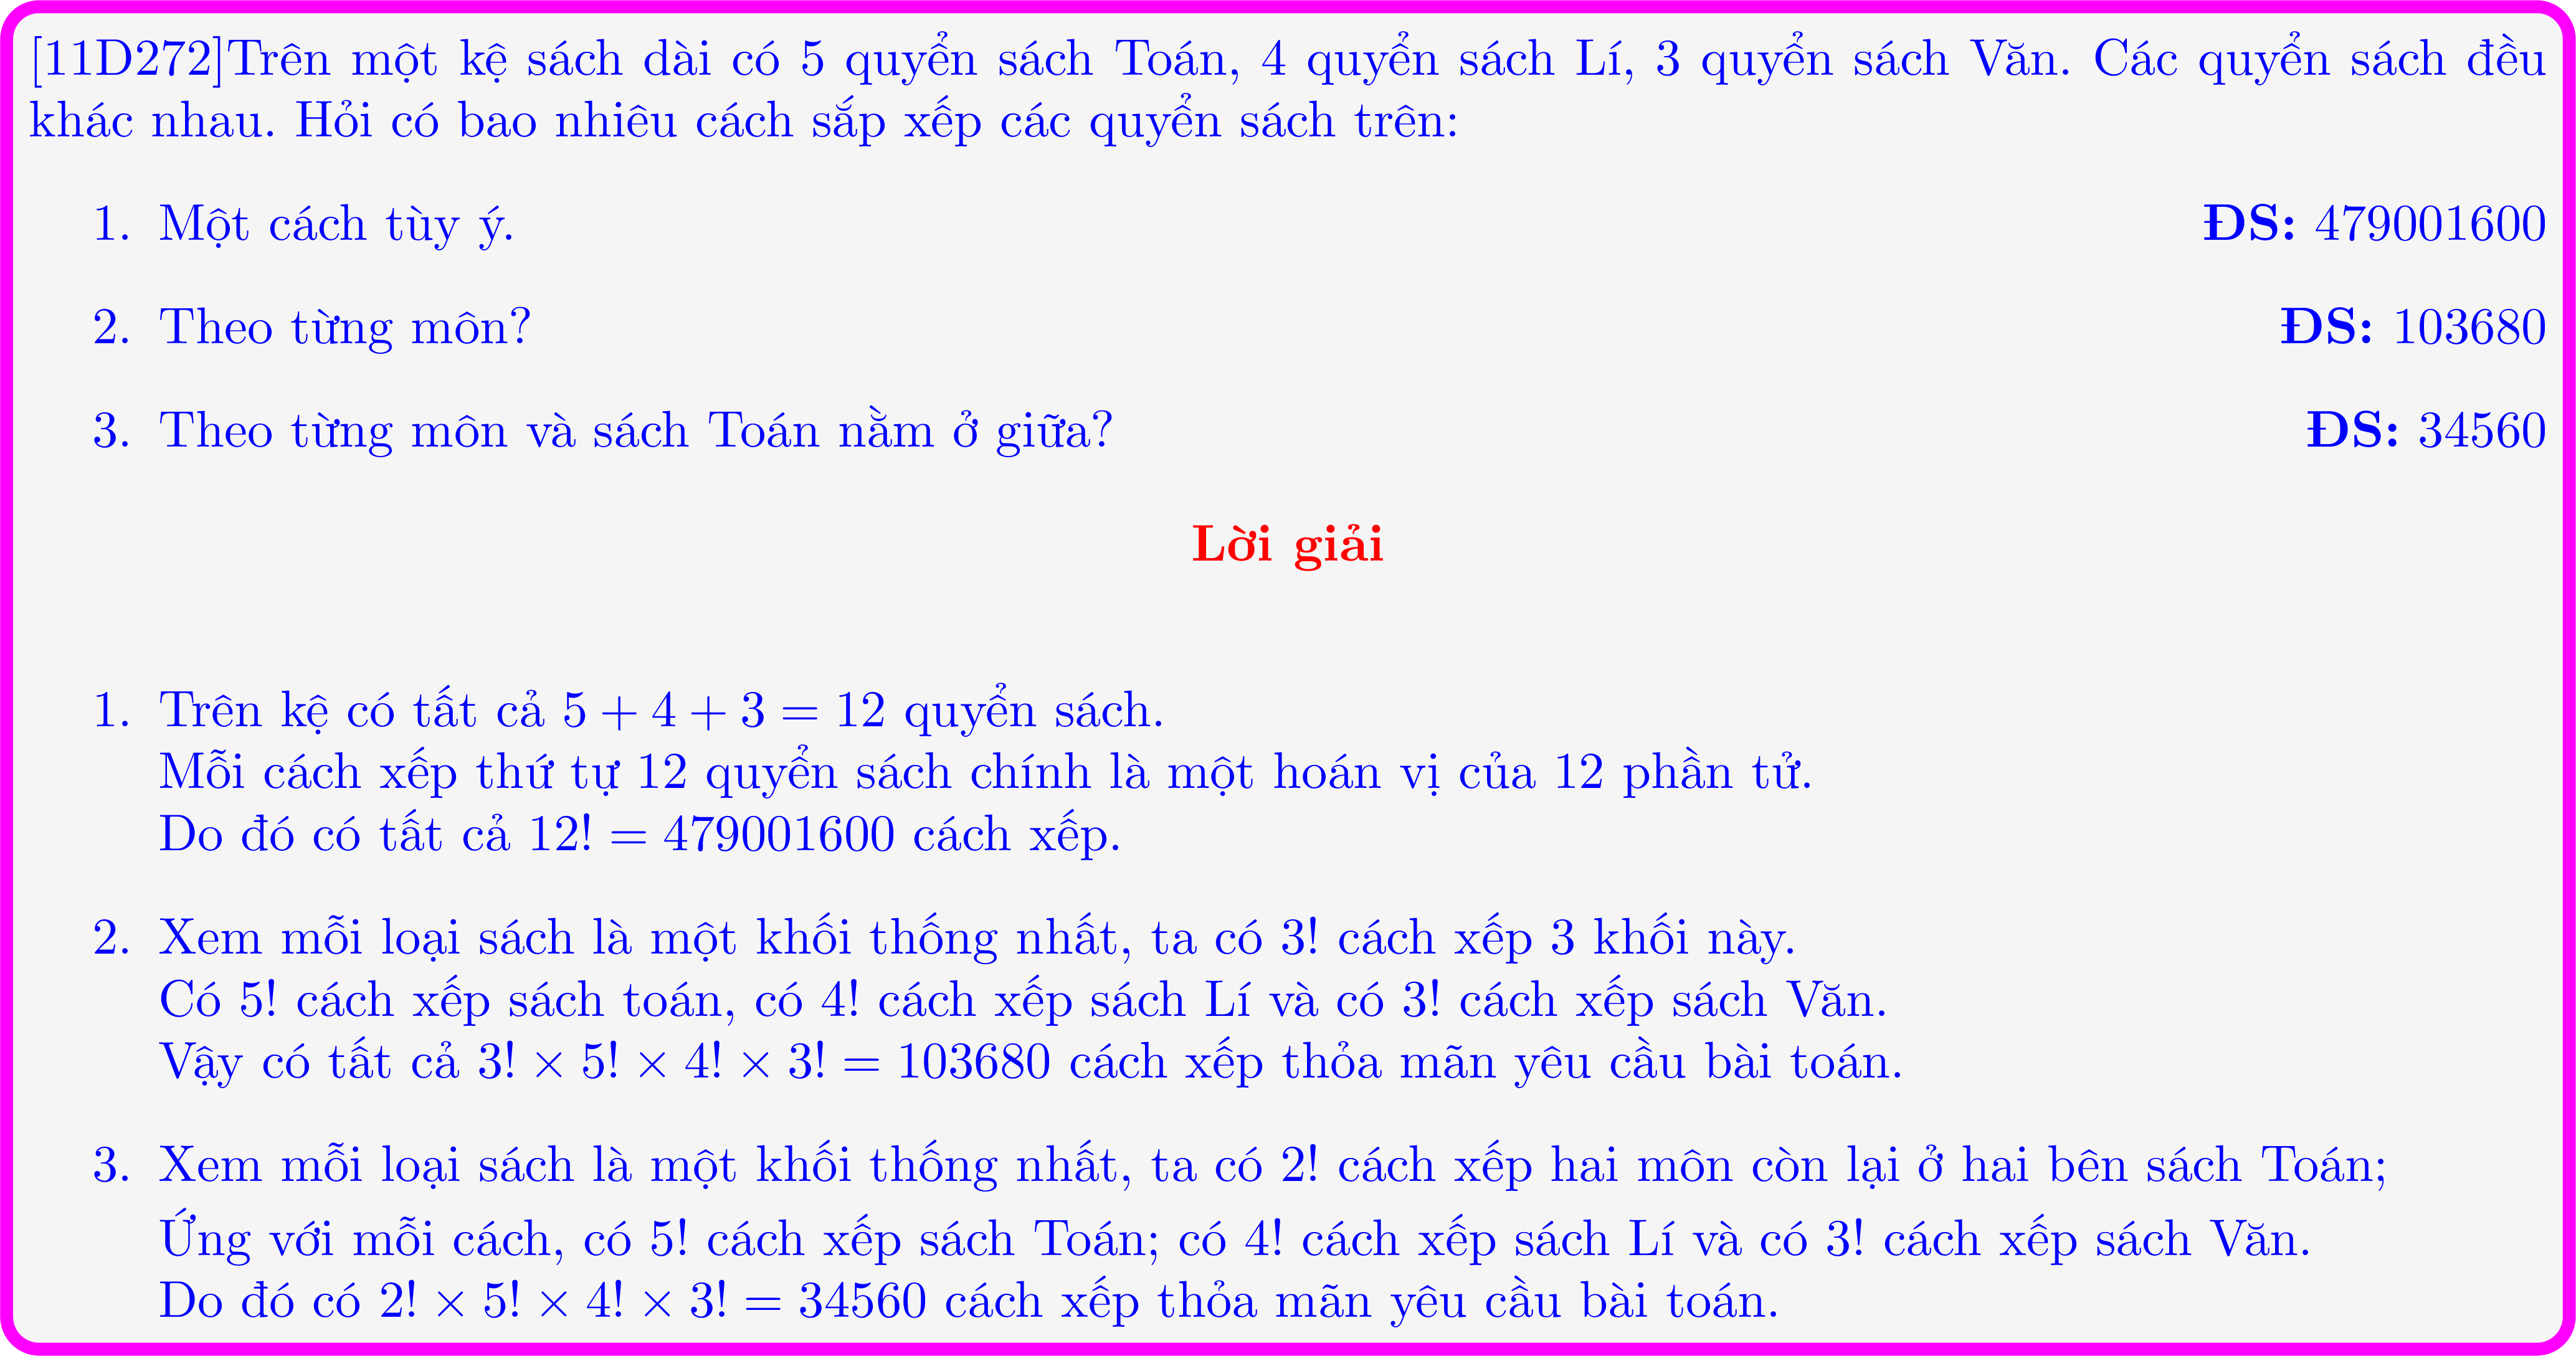 [11D272]Trên một kệ sách dài có 5 quyển sách Toán, 4 quyển sách Lí, 3 quyển sách Văn. Các quyển sách đều
khác nhau. Hỏi có bao nhiêu cách sắp xếp các quyển sách trên:
1. Một cách tùy ý. ĐS: 479001600
2. Theo từng môn? ĐS: 103680
3. Theo từng môn và sách Toán nằm ở giữa? ĐS: 34560
Lời giải
1. Trên kệ có tất cả 5 + 4 + 3 = 12 quyển sách.
Mỗi cách xếp thứ tự 12 quyển sách chính là một hoán vị của 12 phần tử.
Do đó có tất cả 12! = 479001600 cách xếp.
2. Xem mỗi loại sách là một khối thống nhất, ta có 3! cách xếp 3 khối này.
Có 5! cách xếp sách toán, có 4! cách xếp sách Lí và có 3! cách xếp sách Văn.
Vậy có tất cả 3! × 5! × 4! × 3! = 103680 cách xếp thỏa mãn yêu cầu bài toán.
3. Xem mỗi loại sách là một khối thống nhất, ta có 2! cách xếp hai môn còn lại ở hai bên sách Toán;
Ứng với mỗi cách, có 5! cách xếp sách Toán; có 4! cách xếp sách Lí và có 3! cách xếp sách Văn.
Do đó có 2! × 5! × 4! × 3! = 34560 cách xếp thỏa mãn yêu cầu bài toán.